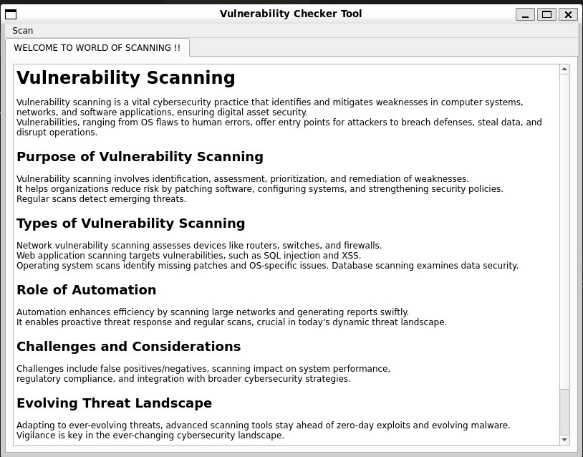 Vulnerability Checker Tool
Scan
WELCOME TO WORLD OF SCANNING !!
Vulnerability Scanning
Vulnerability scanning is a vital cybersecurity practice that identifies and mitigates weaknesses in computer systems,
networks, and software applications, ensuring digital asset security.
Vulnerabilities, ranging from OS flaws to human errors, offer entry points for attackers to breach defenses, steal data, and
disrupt operations.
Purpose of Vulnerability Scanning
Vulnerability scanning involves identification, assessment, prioritization, and remediation of weaknesses.
It helps organizations reduce risk by patching software, configuring systems, and strengthening security policies.
Regular scans detect emerging threats.
Types of Vulnerability Scanning
Network vulnerability scanning assesses devices like routers, switches, and firewalls.
Web application scanning targets vulnerabilities, such as SQL injection and XSS.
Operating system scans identify missing patches and OS-specific issues. Database scanning examines data security.
Role of Automation
Automation enhances efficiency by scanning large networks and generating reports swiftly.
It enables proactive threat response and regular scans, crucial in today's dynamic threat landscape.
Challenges and Considerations
Challenges include false positives/negatives, scanning impact on system performance,
regulatory compliance, and integration with broader cybersecurity strategies.
Evolving Threat Landscape
Adapting to ever-evolving threats, advanced scanning tools stay ahead of zero-day exploits and evolving malware.
Vigilance is key in the ever-changing cybersecurity landscape.